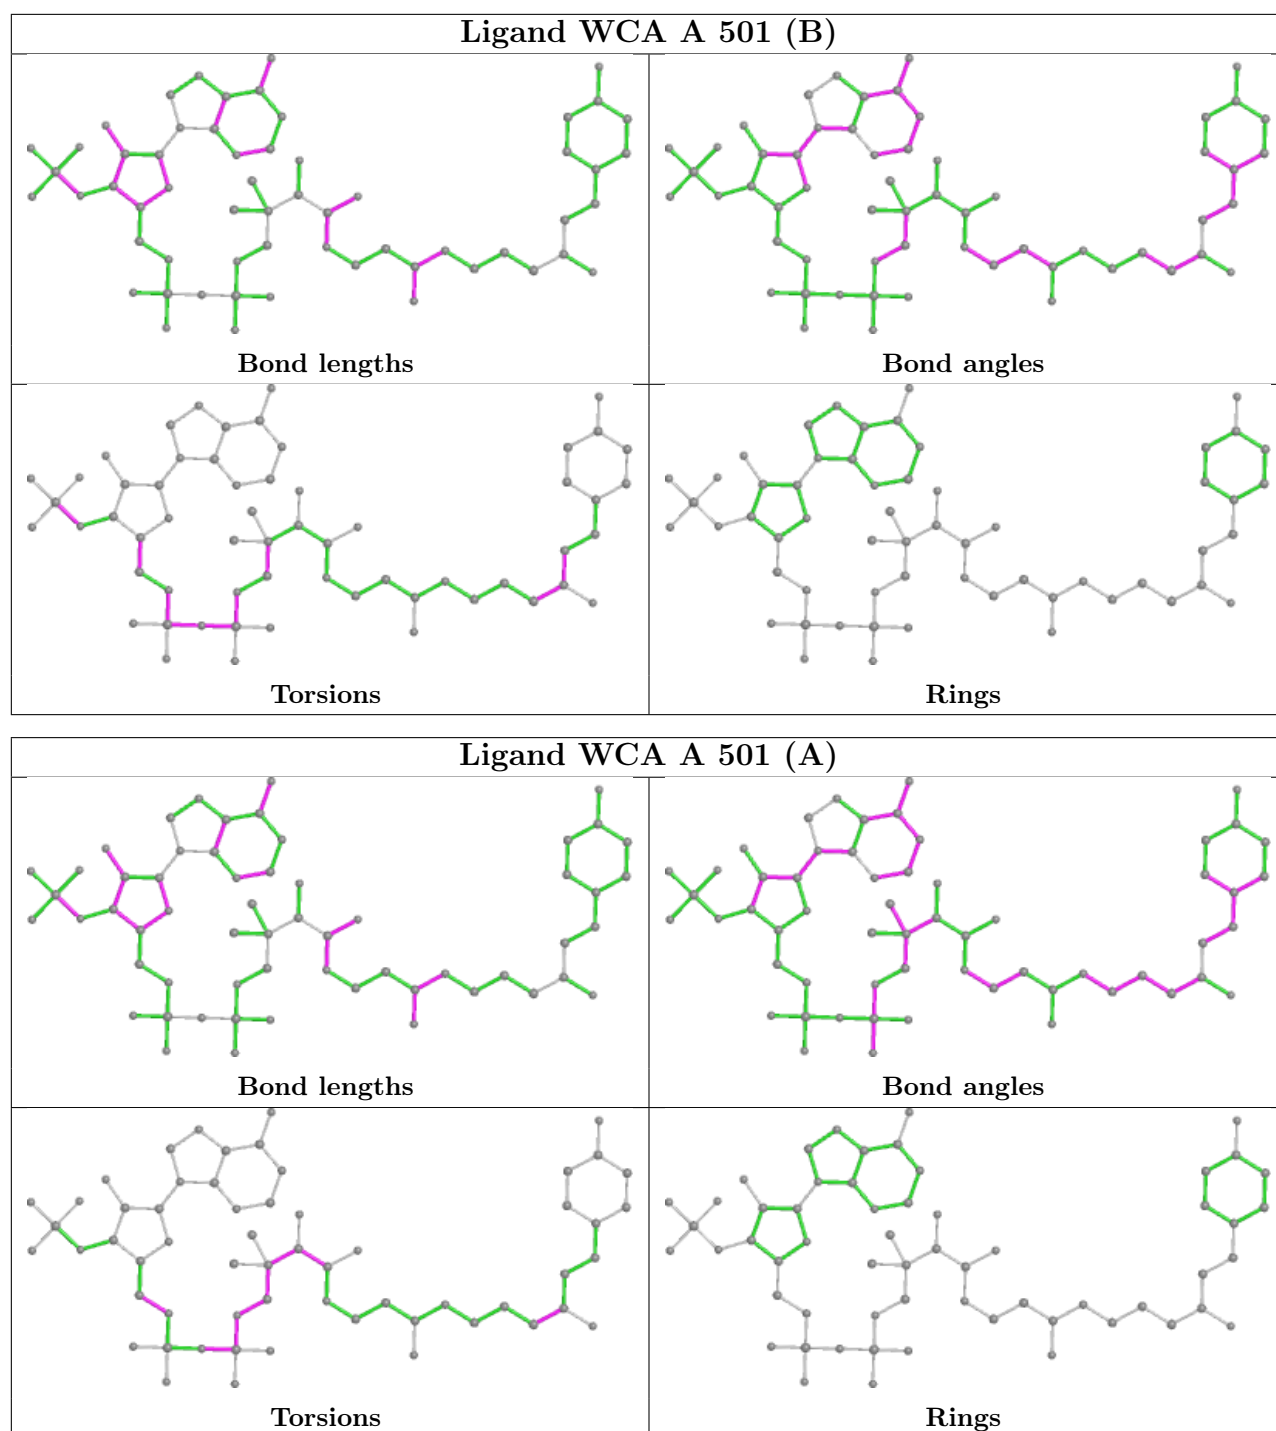 Ligand WCA A 501 (B)
Bond lengths
Bond angles
Torsions
Rings
Ligand WCA A 501 (A)
Bond lengths
Bond angles
Torsions
Rings